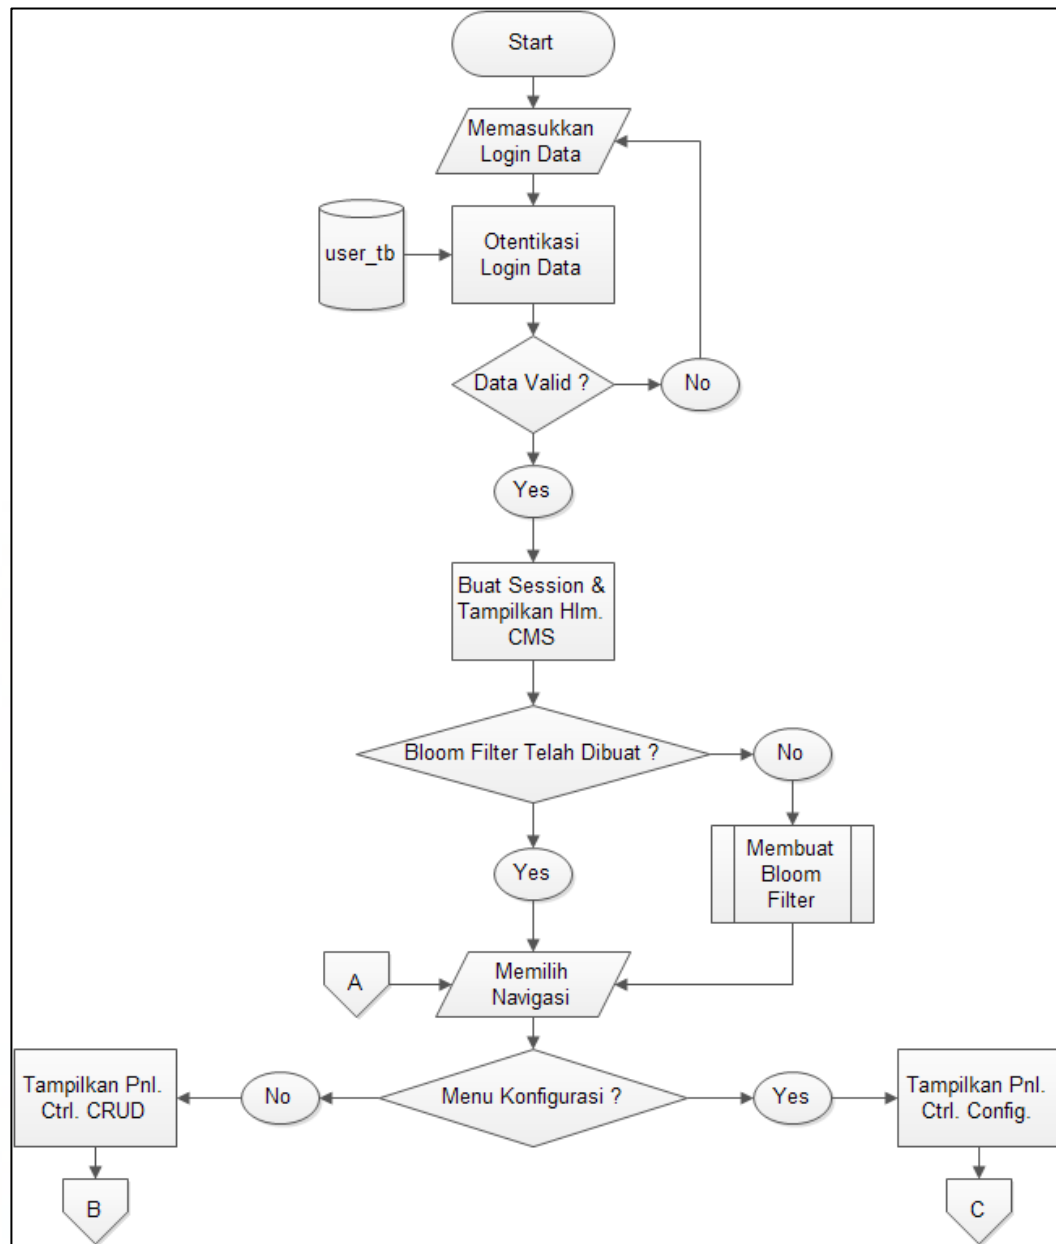 Start
Memasukkan
Login Data
user_tb
Otentikasi
Login Data
Data Valid ?
No
Yes
Buat Session &
Tampilkan Hlm.
CMS
Bloom Filter Telah Dibuat ?
No
Yes
Membuat
Bloom
Filter
A
Memilih
Navigasi
Tampilkan Pnl.
Ctrl. CRUD
No
Menu Konfigurasi ?
Yes
Tampilkan Pnl.
Ctrl. Config.
B
C